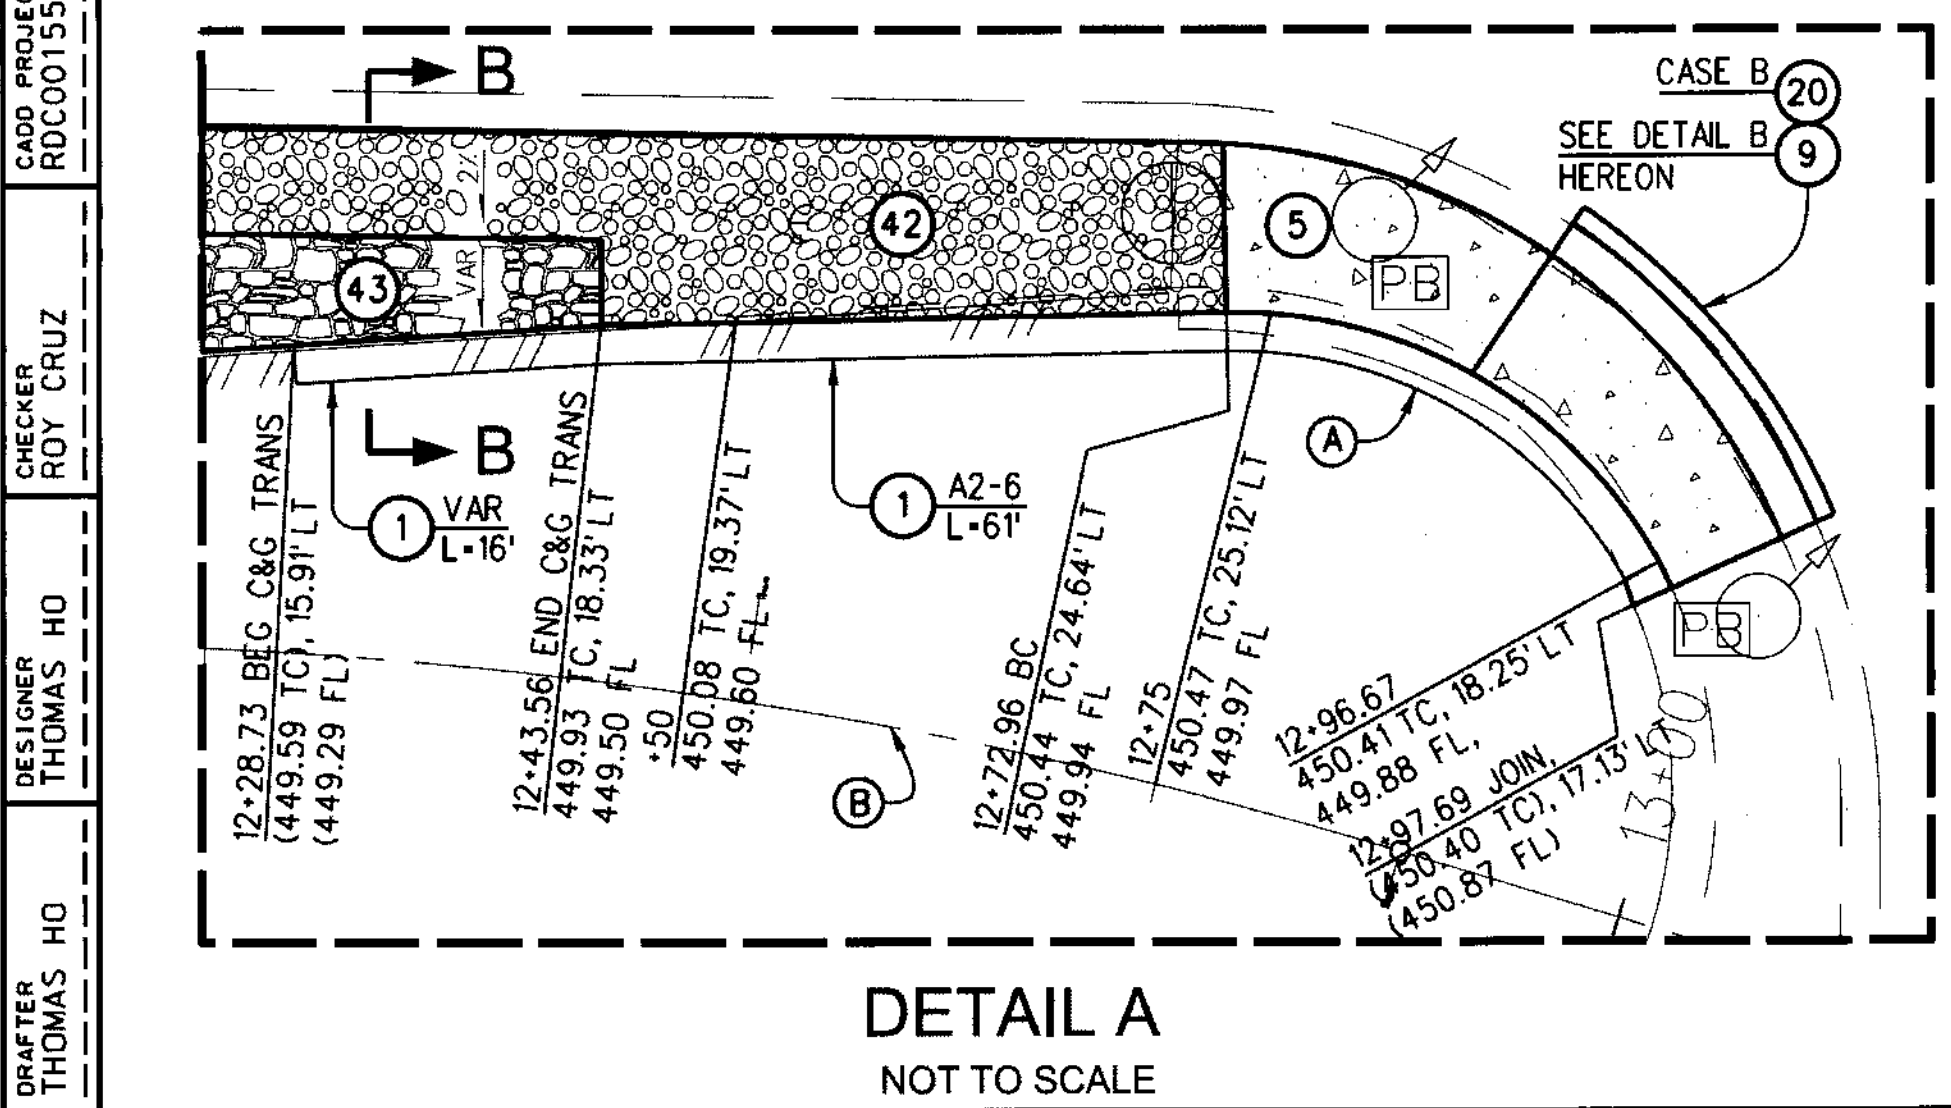 CADD PROJEC
RDC00155
CHECKER
ROY CRUZ
DESIGNER
THOMAS HO
DRAFTER
THOMAS HO
B
CASE B 20
SEE DETAIL B 9
HEREON
2%
42
5
PB
43
VAR
A
B
1 VAR
L=16'
1 A2-6
L=61'
12+28.73 BEG C&G TRANS
(449.59 TC), 15.91' LT
(449.29 FL)
12+43.56 END C&G TRANS
449.93 TC, 18.33' LT
449.50 FL
+50
450.08 TC, 19.37' LT
449.60 FL
12+72.96 BC
450.44 TC, 24.64' LT
449.94 FL
12+75
450.47 TC, 25.12' LT
449.97 FL
12+96.67
450.41 TC, 18.25' LT
449.88 FL,
12+97.69 JOIN,
(450.40 TC), 17.13' LT
(450.87 FL)
PB
13+00
B
DETAIL A
NOT TO SCALE